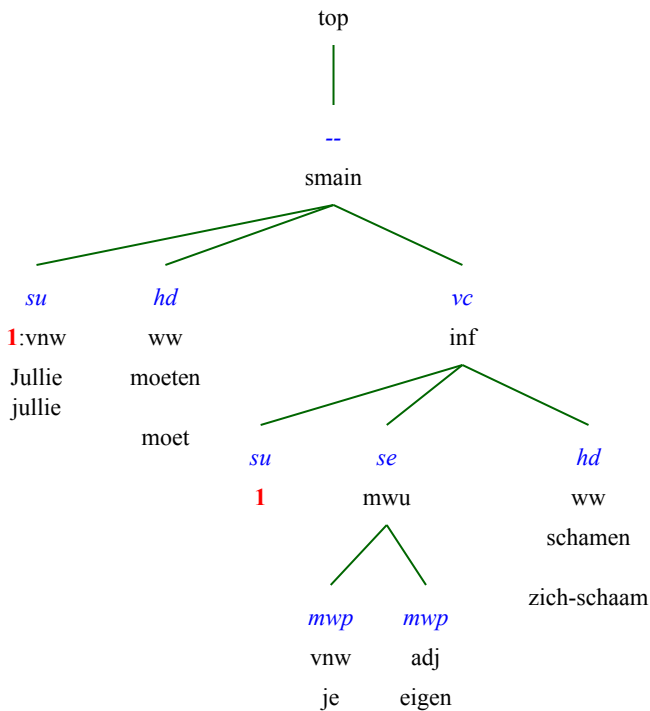 top
--
smain
su hd vc
1:vnw ww inf
Jullie moeten
jullie
moet
su se hd
1 mwu ww
schamen
zich-schaam
mwp mwp
vnw adj
je eigen